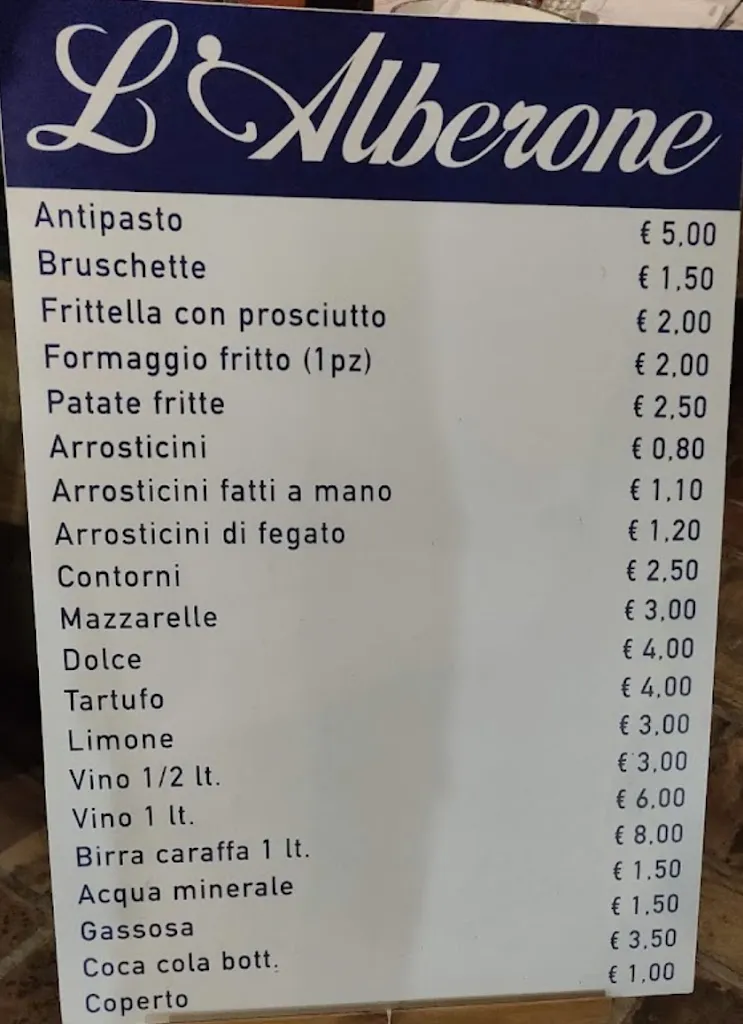 L'Alberone
Antipasto € 5,00
Bruschette € 1,50
Frittella con prosciutto € 2,00
Formaggio fritto (1pz) € 2,00
Patate fritte € 2,50
Arrosticini € 0,80
Arrosticini fatti a mano € 1,10
Arrosticini di fegato € 1,20
Contorni € 2,50
Mazzarelle € 3,00
Dolce € 4,00
Tartufo € 4,00
Limone € 3,00
Vino 1/2 lt. € 3,00
Vino 1 lt. € 6,00
Birra caraffa 1 lt. € 8,00
Acqua minerale € 1,50
Gassosa € 1,50
Coca cola bott. € 3,50
Coperto € 1,00